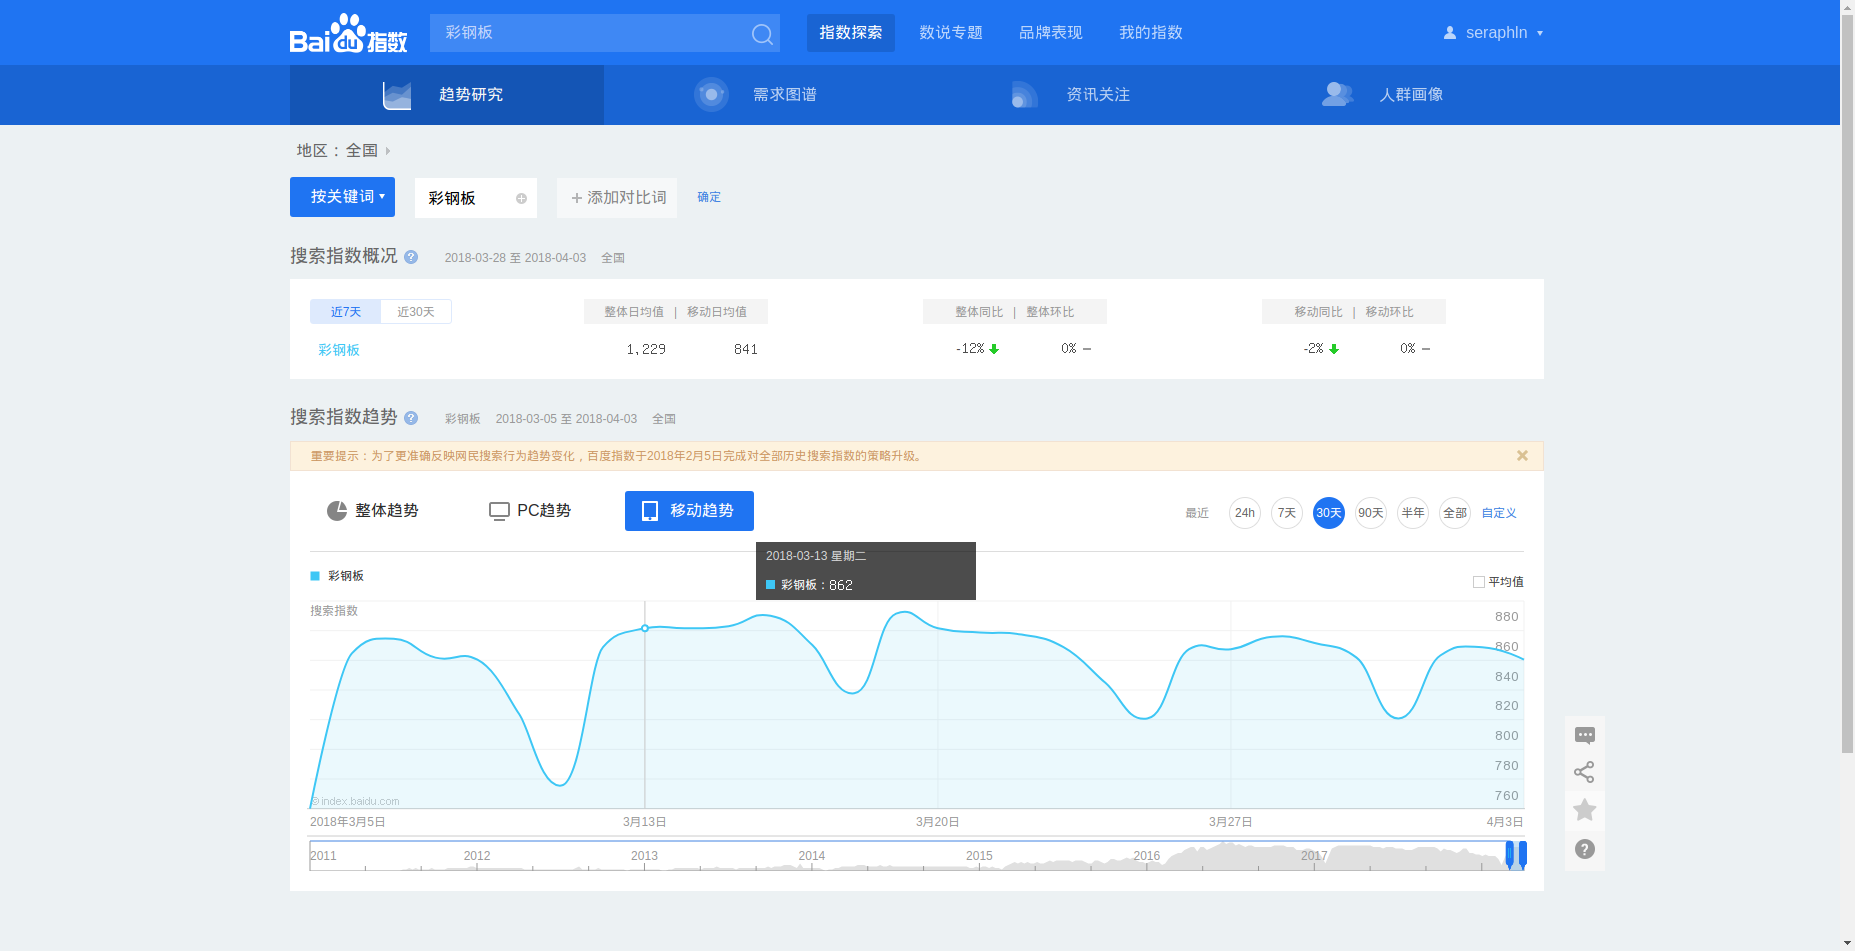 Bai du 指数 彩钢板 指数探索 数说专题 品牌表现 我的指数 seraphln
趋势研究 需求图谱 资讯关注 人群画像
地区：全国
按关键词 彩钢板 + 添加对比词 确定
搜索指数概况 ? 2018-03-28 至 2018-04-03 全国
近7天 近30天 整体日均值 | 移动日均值 整体同比 | 整体环比 移动同比 | 移动环比
彩钢板 1,229 841 -12% 0% – -2% 0% –
搜索指数趋势 ? 彩钢板 2018-03-05 至 2018-04-03 全国
重要提示：为了更准确反映网民搜索行为趋势变化，百度指数于2018年2月5日完成对全部历史搜索指数的策略升级。
整体趋势 PC趋势 移动趋势 最近 24h 7天 30天 90天 半年 全部 自定义
2018-03-13 星期二
彩钢板：862
彩钢板
平均值
搜索指数
880
860
840
820
800
780
760
© index.baidu.com
2018年3月5日 3月13日 3月20日 3月27日 4月3日
2011 2012 2013 2014 2015 2016 2017
?